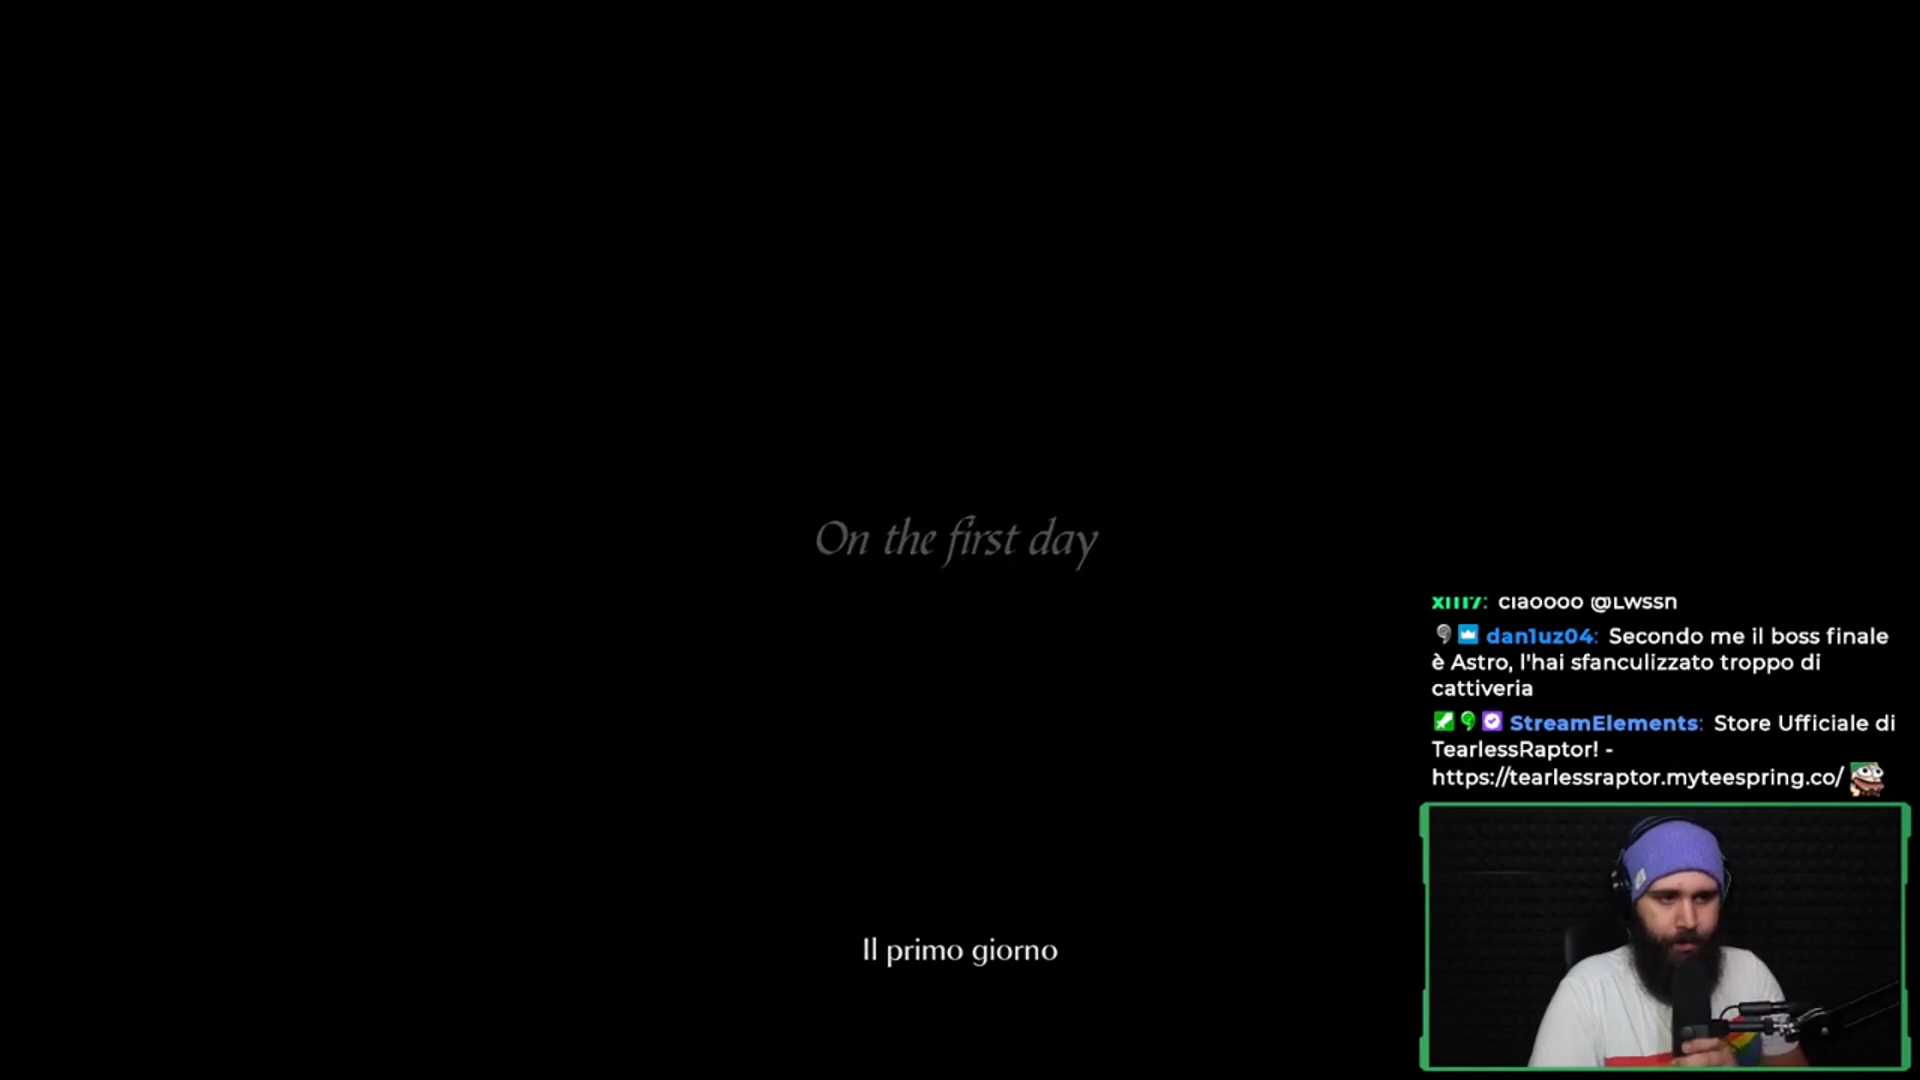 On the first day
xiii7: ciaoooo @Lwssn
dan1uz04: Secondo me il boss finale
è Astro, l'hai sfanculizzato troppo di
cattiveria
StreamElements: Store Ufficiale di
TearlessRaptor! -
https://tearlessraptor.myteespring.co/
Il primo giorno